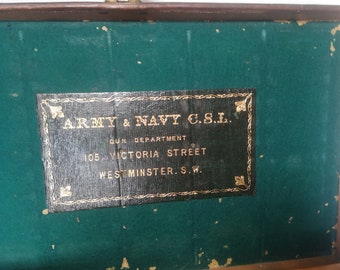 ARMY & NAVY C.S.L.
GUN DEPARTMENT
105, VICTORIA STREET
WESTMINSTER. S.W.